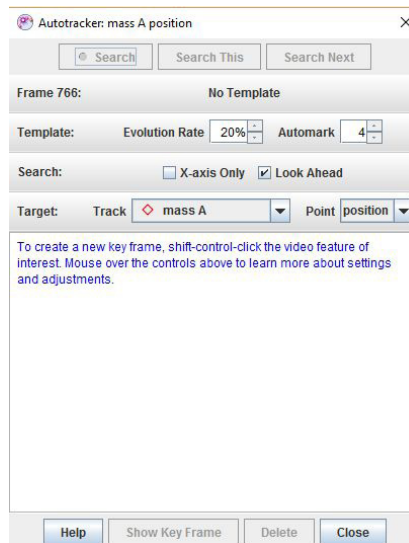 Autotracker: mass A position
Search Search This Search Next
Frame 766: No Template
Template: Evolution Rate 20% Automark 4
Search: X-axis Only Look Ahead
Target: Track mass A Point position
To create a new key frame, shift-control-click the video feature of
interest. Mouse over the controls above to learn more about settings
and adjustments.
Help Show Key Frame Delete Close